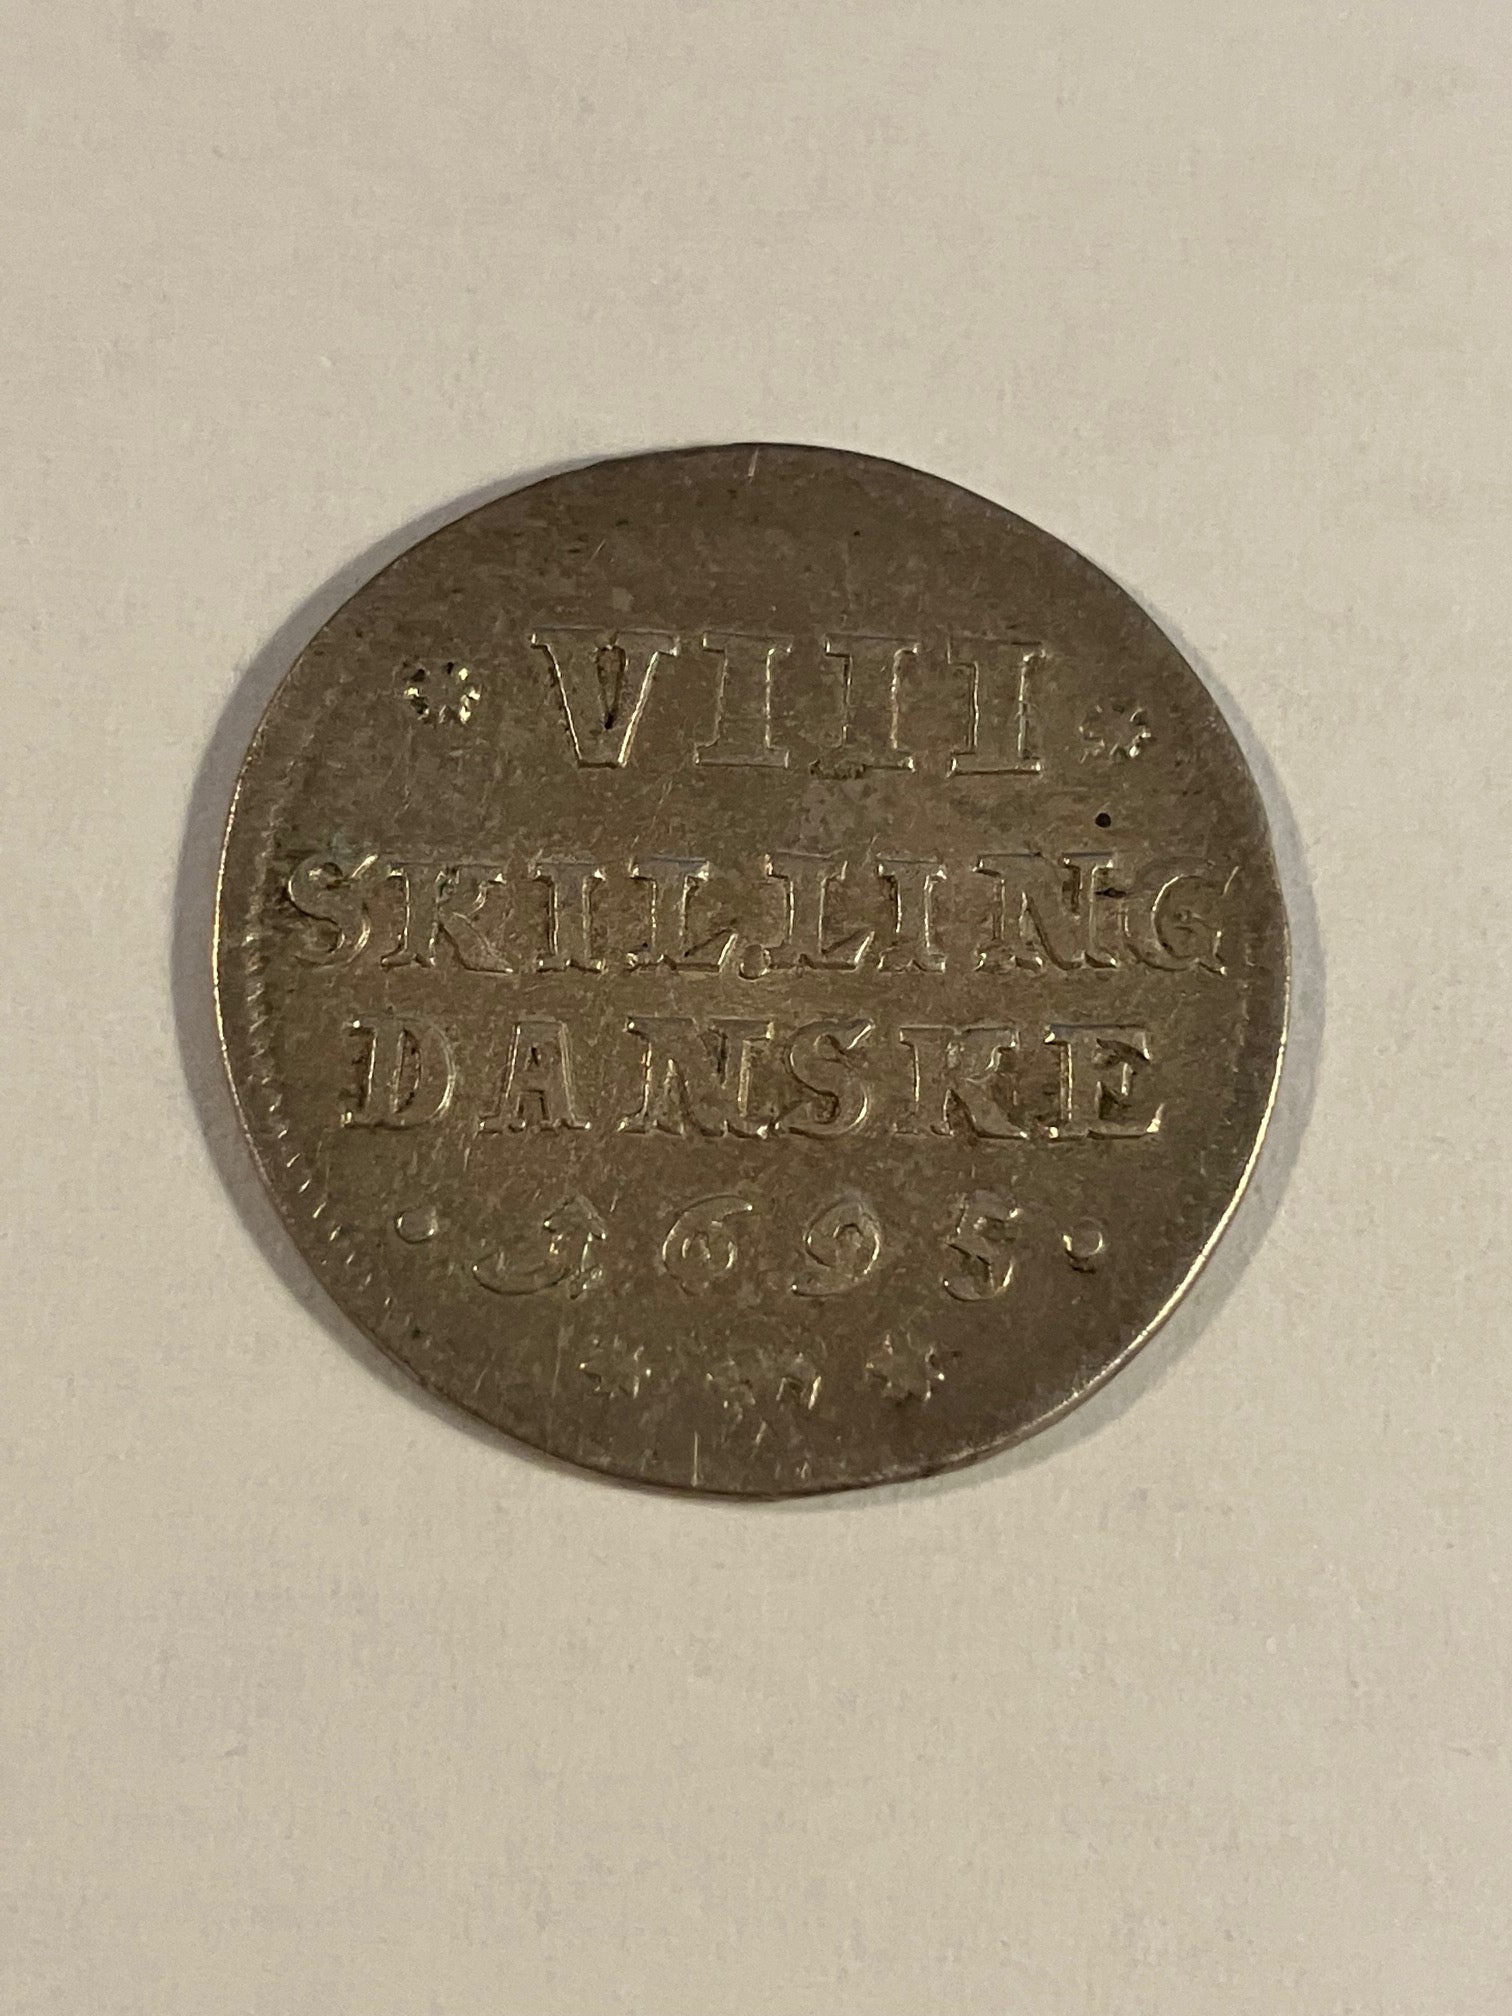 * VIII *
SKILLING
DANSKE
· 1695 ·